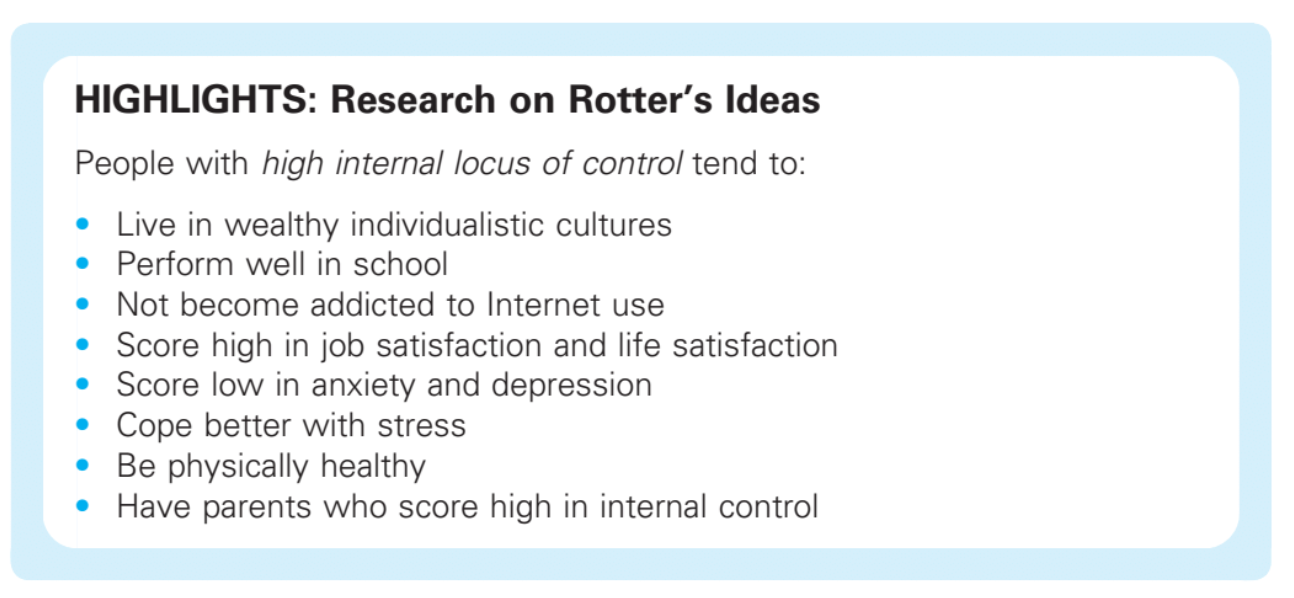 HIGHLIGHTS: Research on Rotter’s Ideas
People with high internal locus of control tend to:
• Live in wealthy individualistic cultures
• Perform well in school
• Not become addicted to Internet use
• Score high in job satisfaction and life satisfaction
• Score low in anxiety and depression
• Cope better with stress
• Be physically healthy
• Have parents who score high in internal control